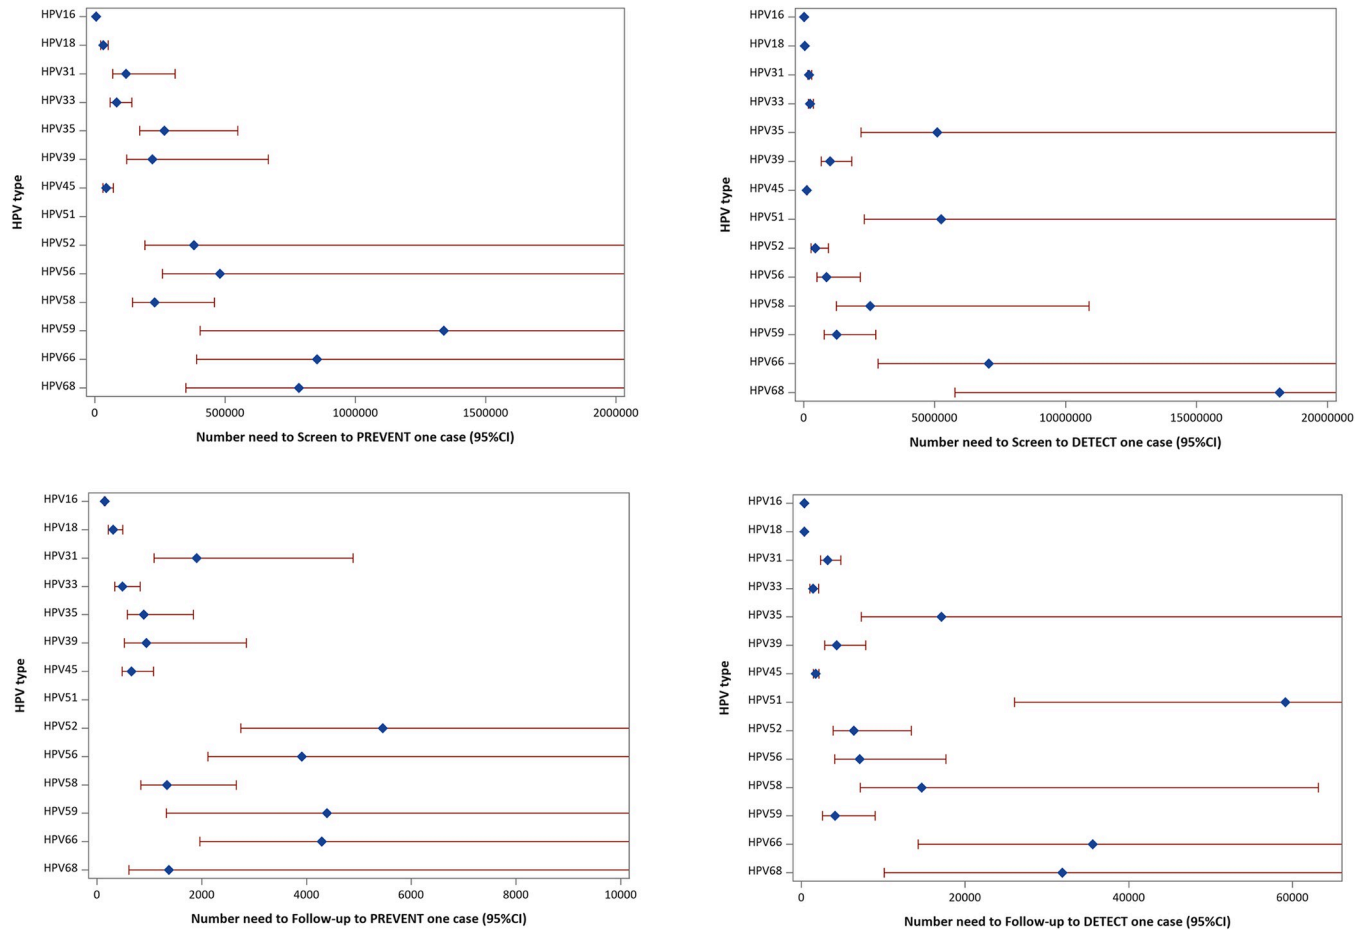 HPV16
HPV18
HPV31
HPV33
HPV35
HPV39
HPV45
HPV51
HPV52
HPV56
HPV58
HPV59
HPV66
HPV68
HPV type
0 500000 1000000 1500000 2000000
Number need to Screen to PREVENT one case (95%CI)
HPV16
HPV18
HPV31
HPV33
HPV35
HPV39
HPV45
HPV51
HPV52
HPV56
HPV58
HPV59
HPV66
HPV68
HPV type
0 5000000 10000000 15000000 20000000
Number need to Screen to DETECT one case (95%CI)
HPV16
HPV18
HPV31
HPV33
HPV35
HPV39
HPV45
HPV51
HPV52
HPV56
HPV58
HPV59
HPV66
HPV68
HPV type
0 2000 4000 6000 8000 10000
Number need to Follow-up to PREVENT one case (95%CI)
HPV16
HPV18
HPV31
HPV33
HPV35
HPV39
HPV45
HPV51
HPV52
HPV56
HPV58
HPV59
HPV66
HPV68
HPV type
0 20000 40000 60000
Number need to Follow-up to DETECT one case (95%CI)